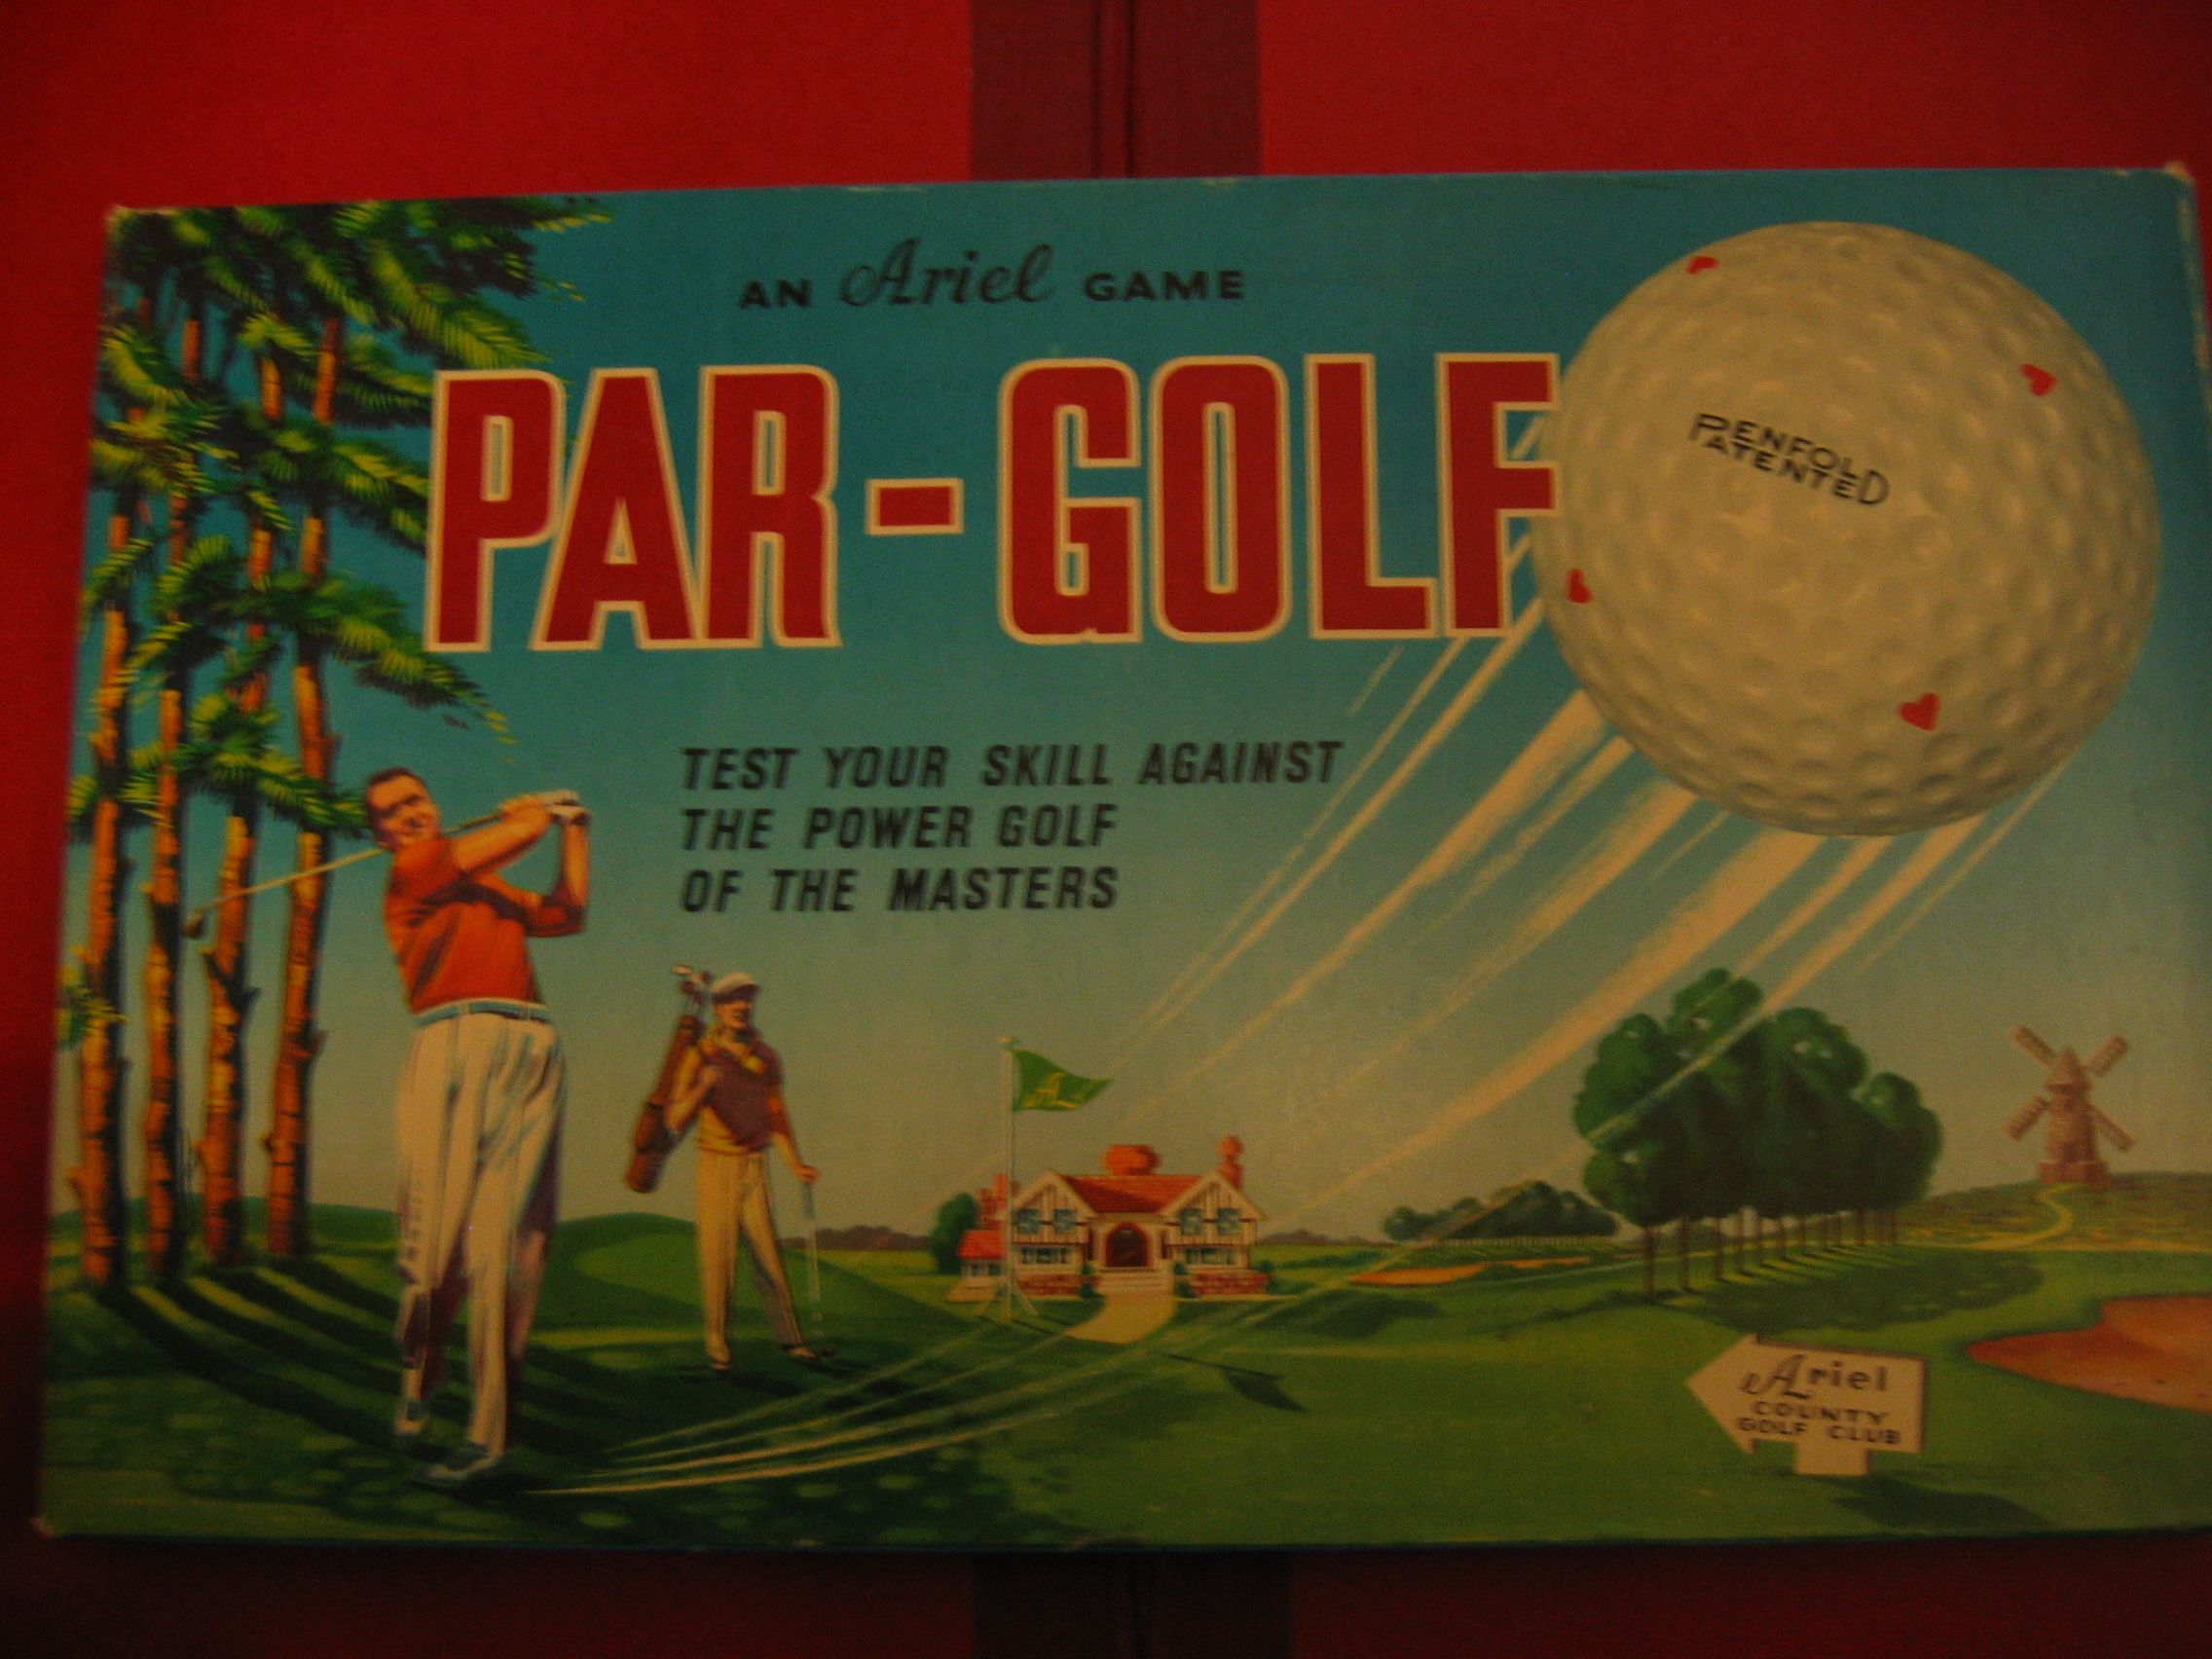 AN Ariel GAME
PAR-GOLF
PENFOLD
PATENTED
TEST YOUR SKILL AGAINST
THE POWER GOLF
OF THE MASTERS
A
Ariel
COUNTY
GOLF CLUB